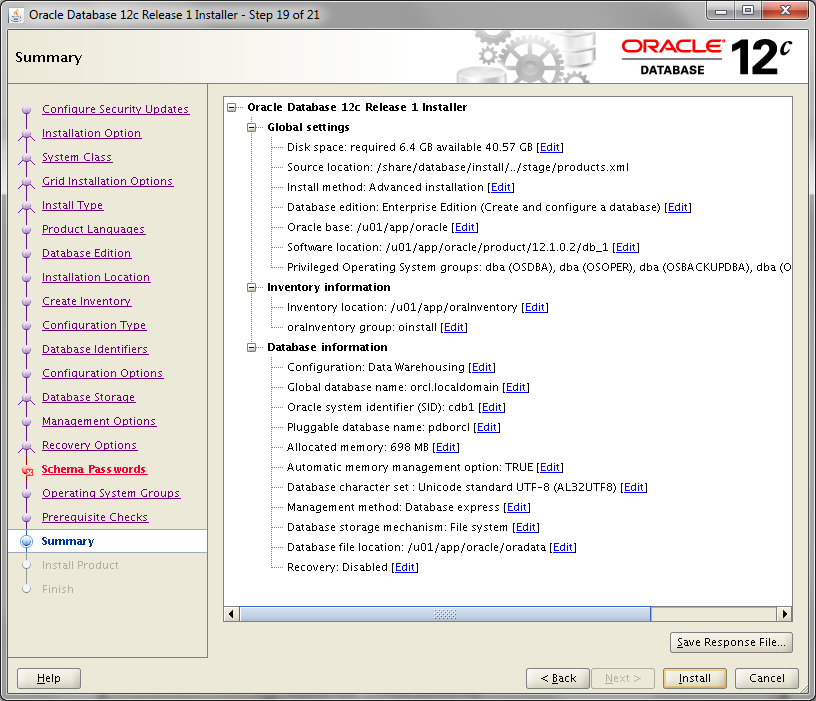 Oracle Database 12c Release 1 Installer - Step 19 of 21
Summary
ORACLE
DATABASE
12c
Configure Security Updates
Installation Option
System Class
Grid Installation Options
Install Type
Product Languages
Database Edition
Installation Location
Create Inventory
Configuration Type
Database Identifiers
Configuration Options
Database Storage
Management Options
Recovery Options
Schema Passwords
Operating System Groups
Prerequisite Checks
Summary
Install Product
Finish
Oracle Database 12c Release 1 Installer
Global settings
Disk space: required 6.4 GB available 40.57 GB [Edit]
Source location: /share/database/install/../stage/products.xml
Install method: Advanced installation [Edit]
Database edition: Enterprise Edition (Create and configure a database) [Edit]
Oracle base: /u01/app/oracle [Edit]
Software location: /u01/app/oracle/product/12.1.0.2/db_1 [Edit]
Privileged Operating System groups: dba (OSDBA), dba (OSOPER), dba (OSBACKUPDBA), dba (O
Inventory information
Inventory location: /u01/app/oraInventory [Edit]
oraInventory group: oinstall [Edit]
Database information
Configuration: Data Warehousing [Edit]
Global database name: orcl.localdomain [Edit]
Oracle system identifier (SID): cdb1 [Edit]
Pluggable database name: pdborcl [Edit]
Allocated memory: 698 MB [Edit]
Automatic memory management option: TRUE [Edit]
Database character set : Unicode standard UTF-8 (AL32UTF8) [Edit]
Management method: Database express [Edit]
Database storage mechanism: File system [Edit]
Database file location: /u01/app/oracle/oradata [Edit]
Recovery: Disabled [Edit]
Save Response File...
Help
< Back
Next >
Install
Cancel